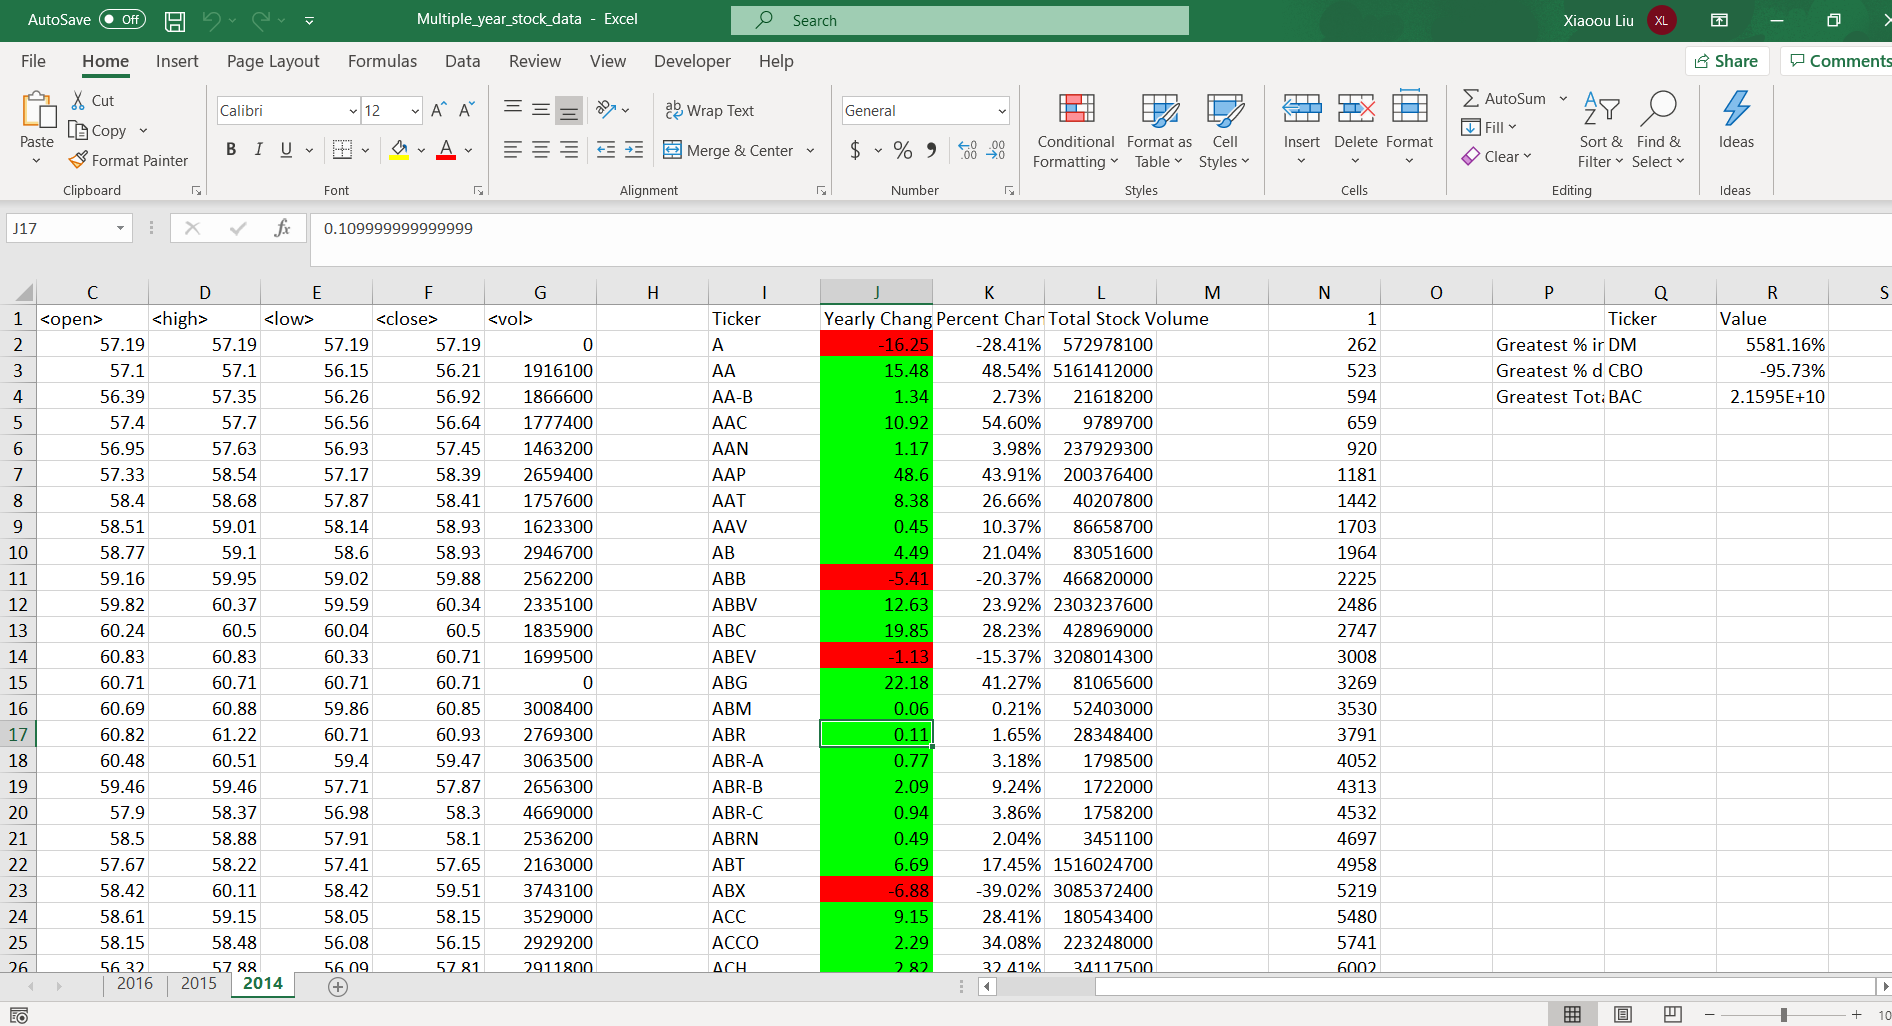 AutoSave Off Multiple_year_stock_data - Excel Search Xiaoou Liu XL
File Home Insert Page Layout Formulas Data Review View Developer Help Share Comments
Paste Cut Copy Format Painter Clipboard
Calibri 12 A A B I U A Font
ab Wrap Text Merge & Center Alignment
General $ % , .00 .00 Number
Conditional Formatting Format as Table Cell Styles Styles
Insert Delete Format Cells
AutoSum Fill Clear Sort & Filter Find & Select Editing
Ideas Ideas
J17 fx 0.109999999999999
C D E F G H I J K L M N O P Q R S
1 <open> <high> <low> <close> <vol> Ticker Yearly Chang Percent Char Total Stock Volume 1 Ticker Value
2 57.19 57.19 57.19 57.19 0 A -16.25 -28.41% 572978100 262 Greatest % ir DM 5581.16%
3 57.1 57.1 56.15 56.21 1916100 AA 15.48 48.54% 5161412000 523 Greatest % d CBO -95.73%
4 56.39 57.35 56.26 56.92 1866600 AA-B 1.34 2.73% 21618200 594 Greatest Tota BAC 2.1595E+10
5 57.4 57.7 56.56 56.64 1777400 AAC 10.92 54.60% 9789700 659
6 56.95 57.63 56.93 57.45 1463200 AAN 1.17 3.98% 237929300 920
7 57.33 58.54 57.17 58.39 2659400 AAP 48.6 43.91% 200376400 1181
8 58.4 58.68 57.87 58.41 1757600 AAT 8.38 26.66% 40207800 1442
9 58.51 59.01 58.14 58.93 1623300 AAV 0.45 10.37% 86658700 1703
10 58.77 59.1 58.6 58.93 2946700 AB 4.49 21.04% 83051600 1964
11 59.16 59.95 59.02 59.88 2562200 ABB -5.41 -20.37% 466820000 2225
12 59.82 60.37 59.59 60.34 2335100 ABBV 12.63 23.92% 2303237600 2486
13 60.24 60.5 60.04 60.5 1835900 ABC 19.85 28.23% 428969000 2747
14 60.83 60.83 60.33 60.71 1699500 ABEV -1.13 -15.37% 3208014300 3008
15 60.71 60.71 60.71 60.71 0 ABG 22.18 41.27% 81065600 3269
16 60.69 60.88 59.86 60.85 3008400 ABM 0.06 0.21% 52403000 3530
17 60.82 61.22 60.71 60.93 2769300 ABR 0.11 1.65% 28348400 3791
18 60.48 60.51 59.4 59.47 3063500 ABR-A 0.77 3.18% 1798500 4052
19 59.46 59.46 57.71 57.87 2656300 ABR-B 2.09 9.24% 1722000 4313
20 57.9 58.37 56.98 58.3 4669000 ABR-C 0.94 3.86% 1758200 4532
21 58.5 58.88 57.91 58.1 2536200 ABRN 0.49 2.04% 3451100 4697
22 57.67 58.22 57.41 57.65 2163000 ABT 6.69 17.45% 1516024700 4958
23 58.42 60.11 58.42 59.51 3743100 ABX -6.88 -39.02% 3085372400 5219
24 58.61 59.15 58.05 58.15 3529000 ACC 9.15 28.41% 180543400 5480
25 58.15 58.48 56.08 56.15 2929200 ACCO 2.29 34.08% 223248000 5741
26 56.32 57.88 56.09 57.81 2911800 ACH 2.82 32.41% 34117500 6002
2016 2015 2014
10